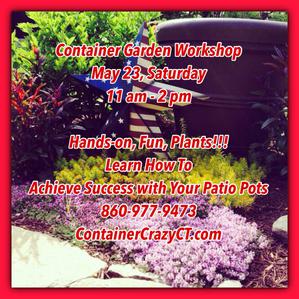 Container Garden Workshop
May 23, Saturday
11 am - 2 pm
Hands-on, Fun, Plants!!!
Learn How To
Achieve Success with Your Patio Pots
860-977-9473
ContainerCrazyCT.com